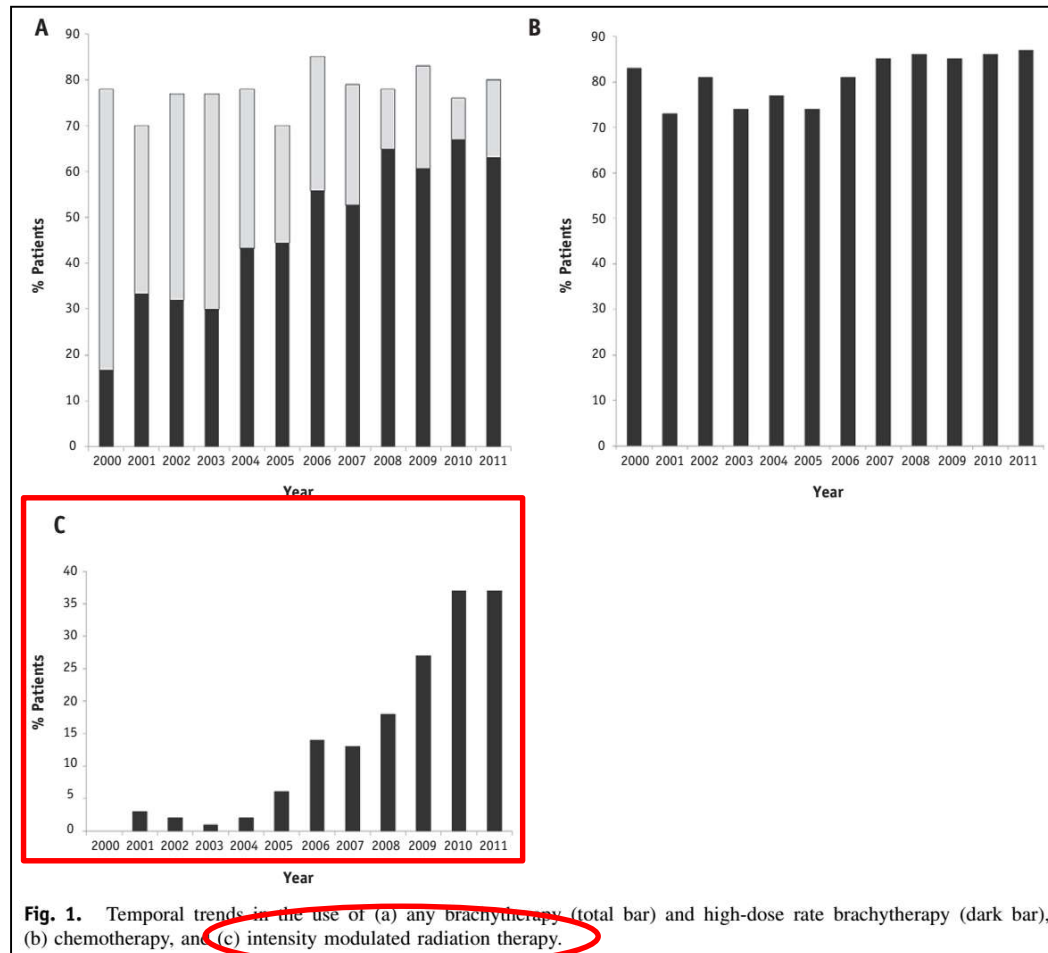 A
90
80
70
60
50
40
30
20
10
0
% Patients
2000 2001 2002 2003 2004 2005 2006 2007 2008 2009 2010 2011
Year
B
90
80
70
60
50
40
30
20
10
0
% Patients
2000 2001 2002 2003 2004 2005 2006 2007 2008 2009 2010 2011
Year
C
40
35
30
25
20
15
10
5
0
% Patients
2000 2001 2002 2003 2004 2005 2006 2007 2008 2009 2010 2011
Year
Fig. 1. Temporal trends in the use of (a) any brachytherapy (total bar) and high-dose rate brachytherapy (dark bar),
(b) chemotherapy, and (c) intensity modulated radiation therapy.